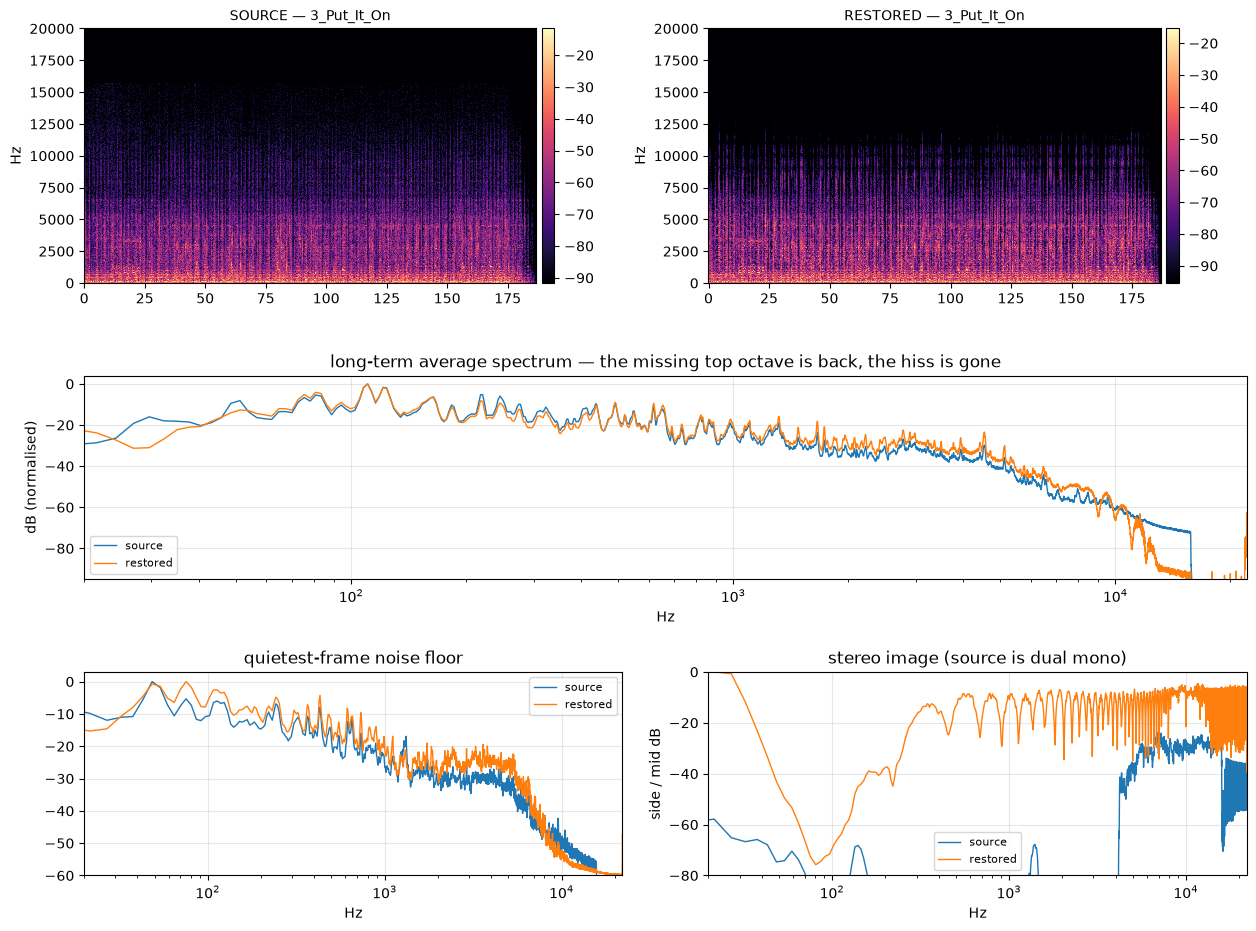 SOURCE — 3_Put_It_On
RESTORED — 3_Put_It_On
20000
17500
15000
12500
10000
7500
5000
2500
0
Hz
0 25 50 75 100 125 150 175
−20
−30
−40
−50
−60
−70
−80
−90
20000
17500
15000
12500
10000
7500
5000
2500
0
Hz
0 25 50 75 100 125 150 175
−20
−30
−40
−50
−60
−70
−80
−90
long-term average spectrum — the missing top octave is back, the hiss is gone
0
−20
−40
−60
−80
dB (normalised)
source
restored
10² 10³ 10⁴
Hz
quietest-frame noise floor
0
−10
−20
−30
−40
−50
−60
source
restored
10² 10³ 10⁴
Hz
stereo image (source is dual mono)
0
−20
−40
−60
−80
side / mid dB
source
restored
10² 10³ 10⁴
Hz